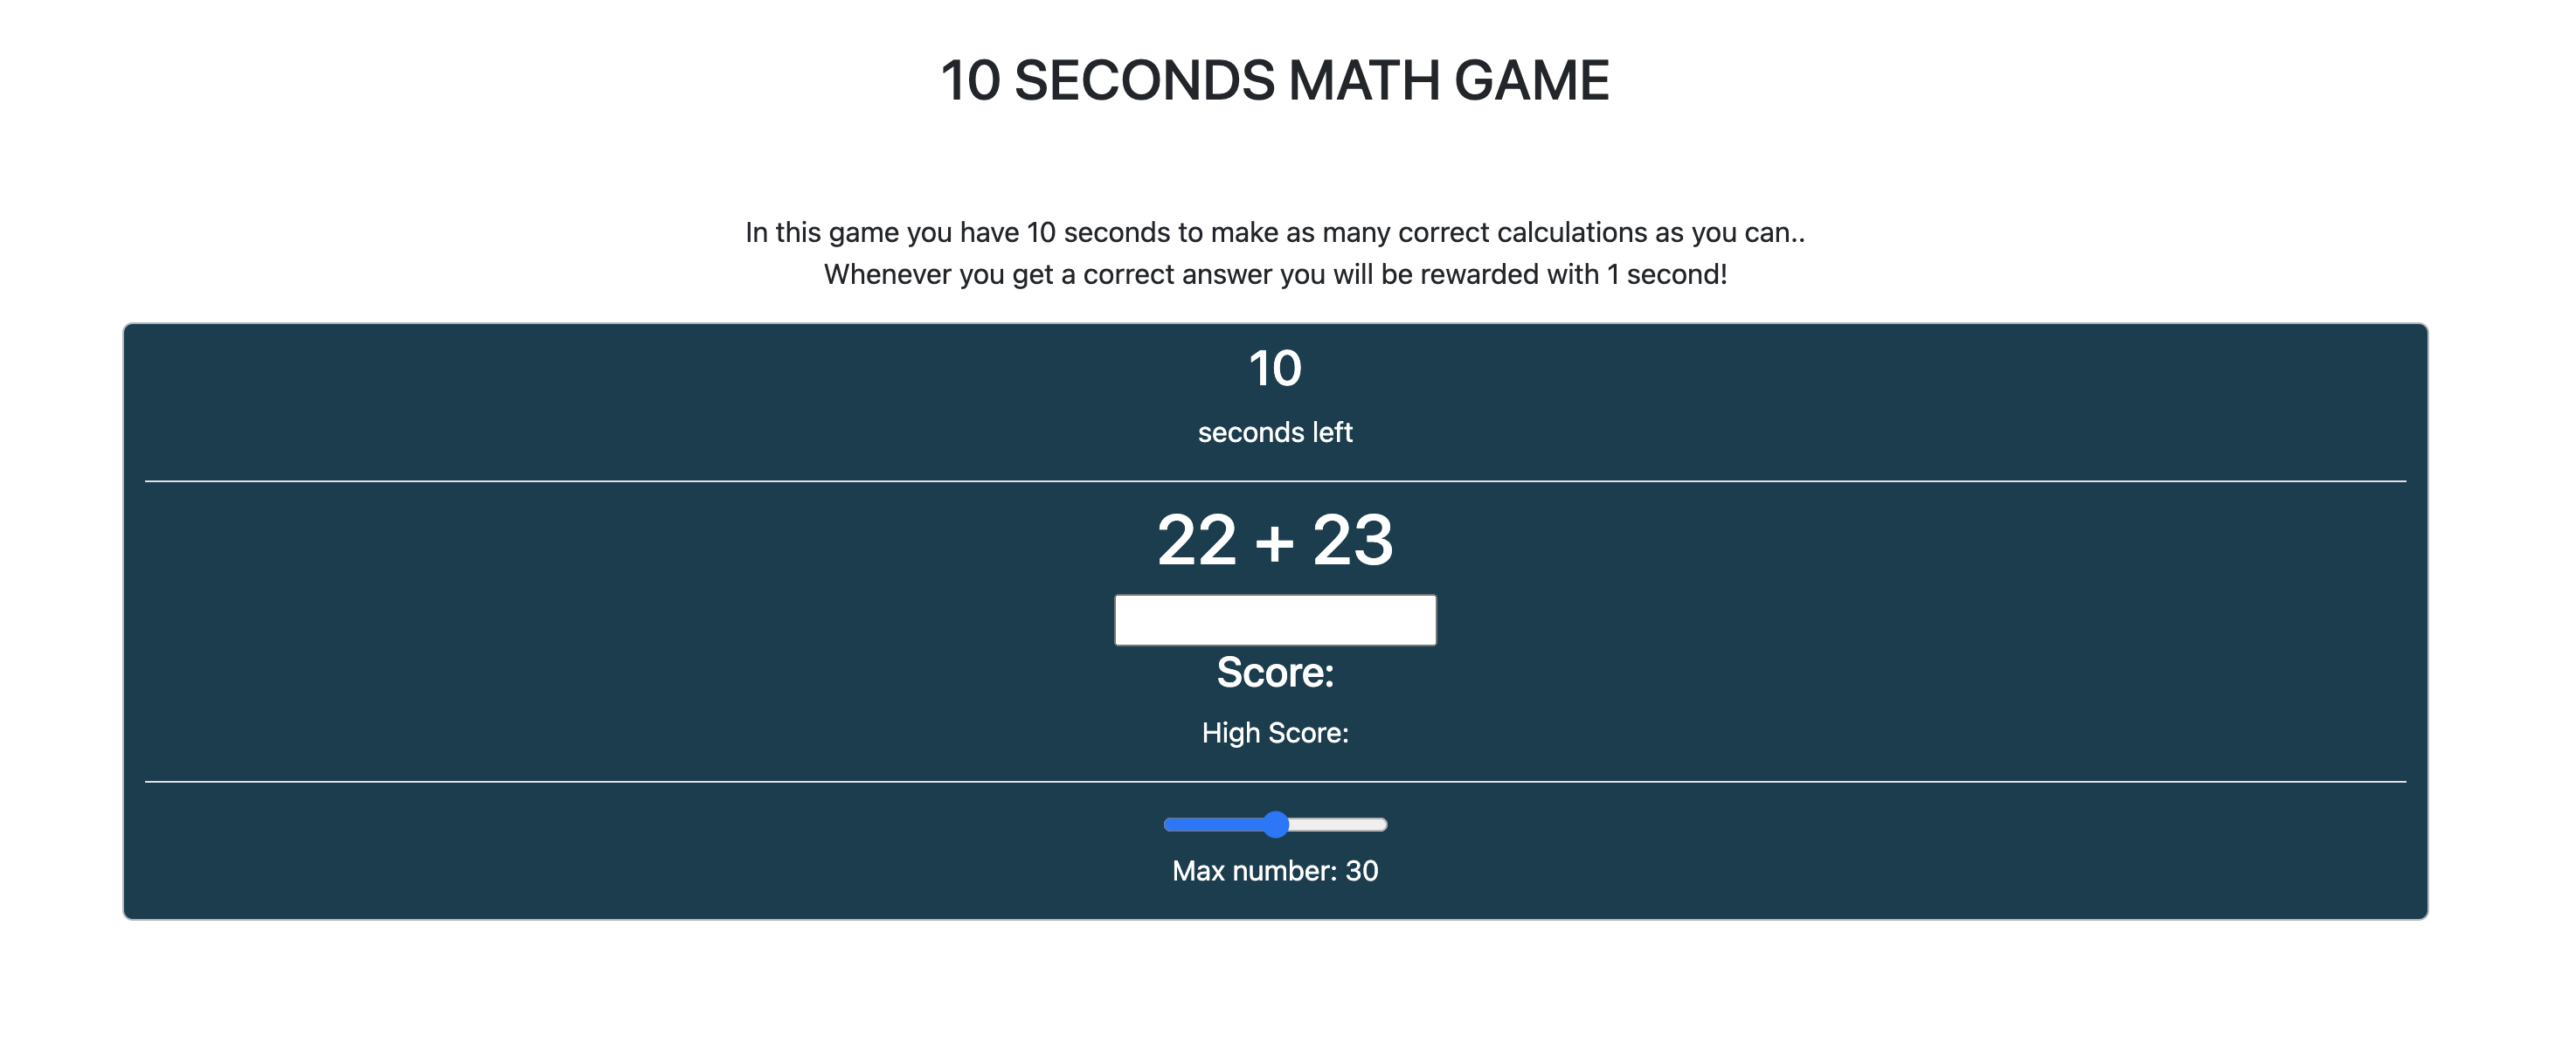 10 SECONDS MATH GAME
In this game you have 10 seconds to make as many correct calculations as you can..
Whenever you get a correct answer you will be rewarded with 1 second!
10
seconds left
22 + 23
Score:
High Score:
Max number: 30